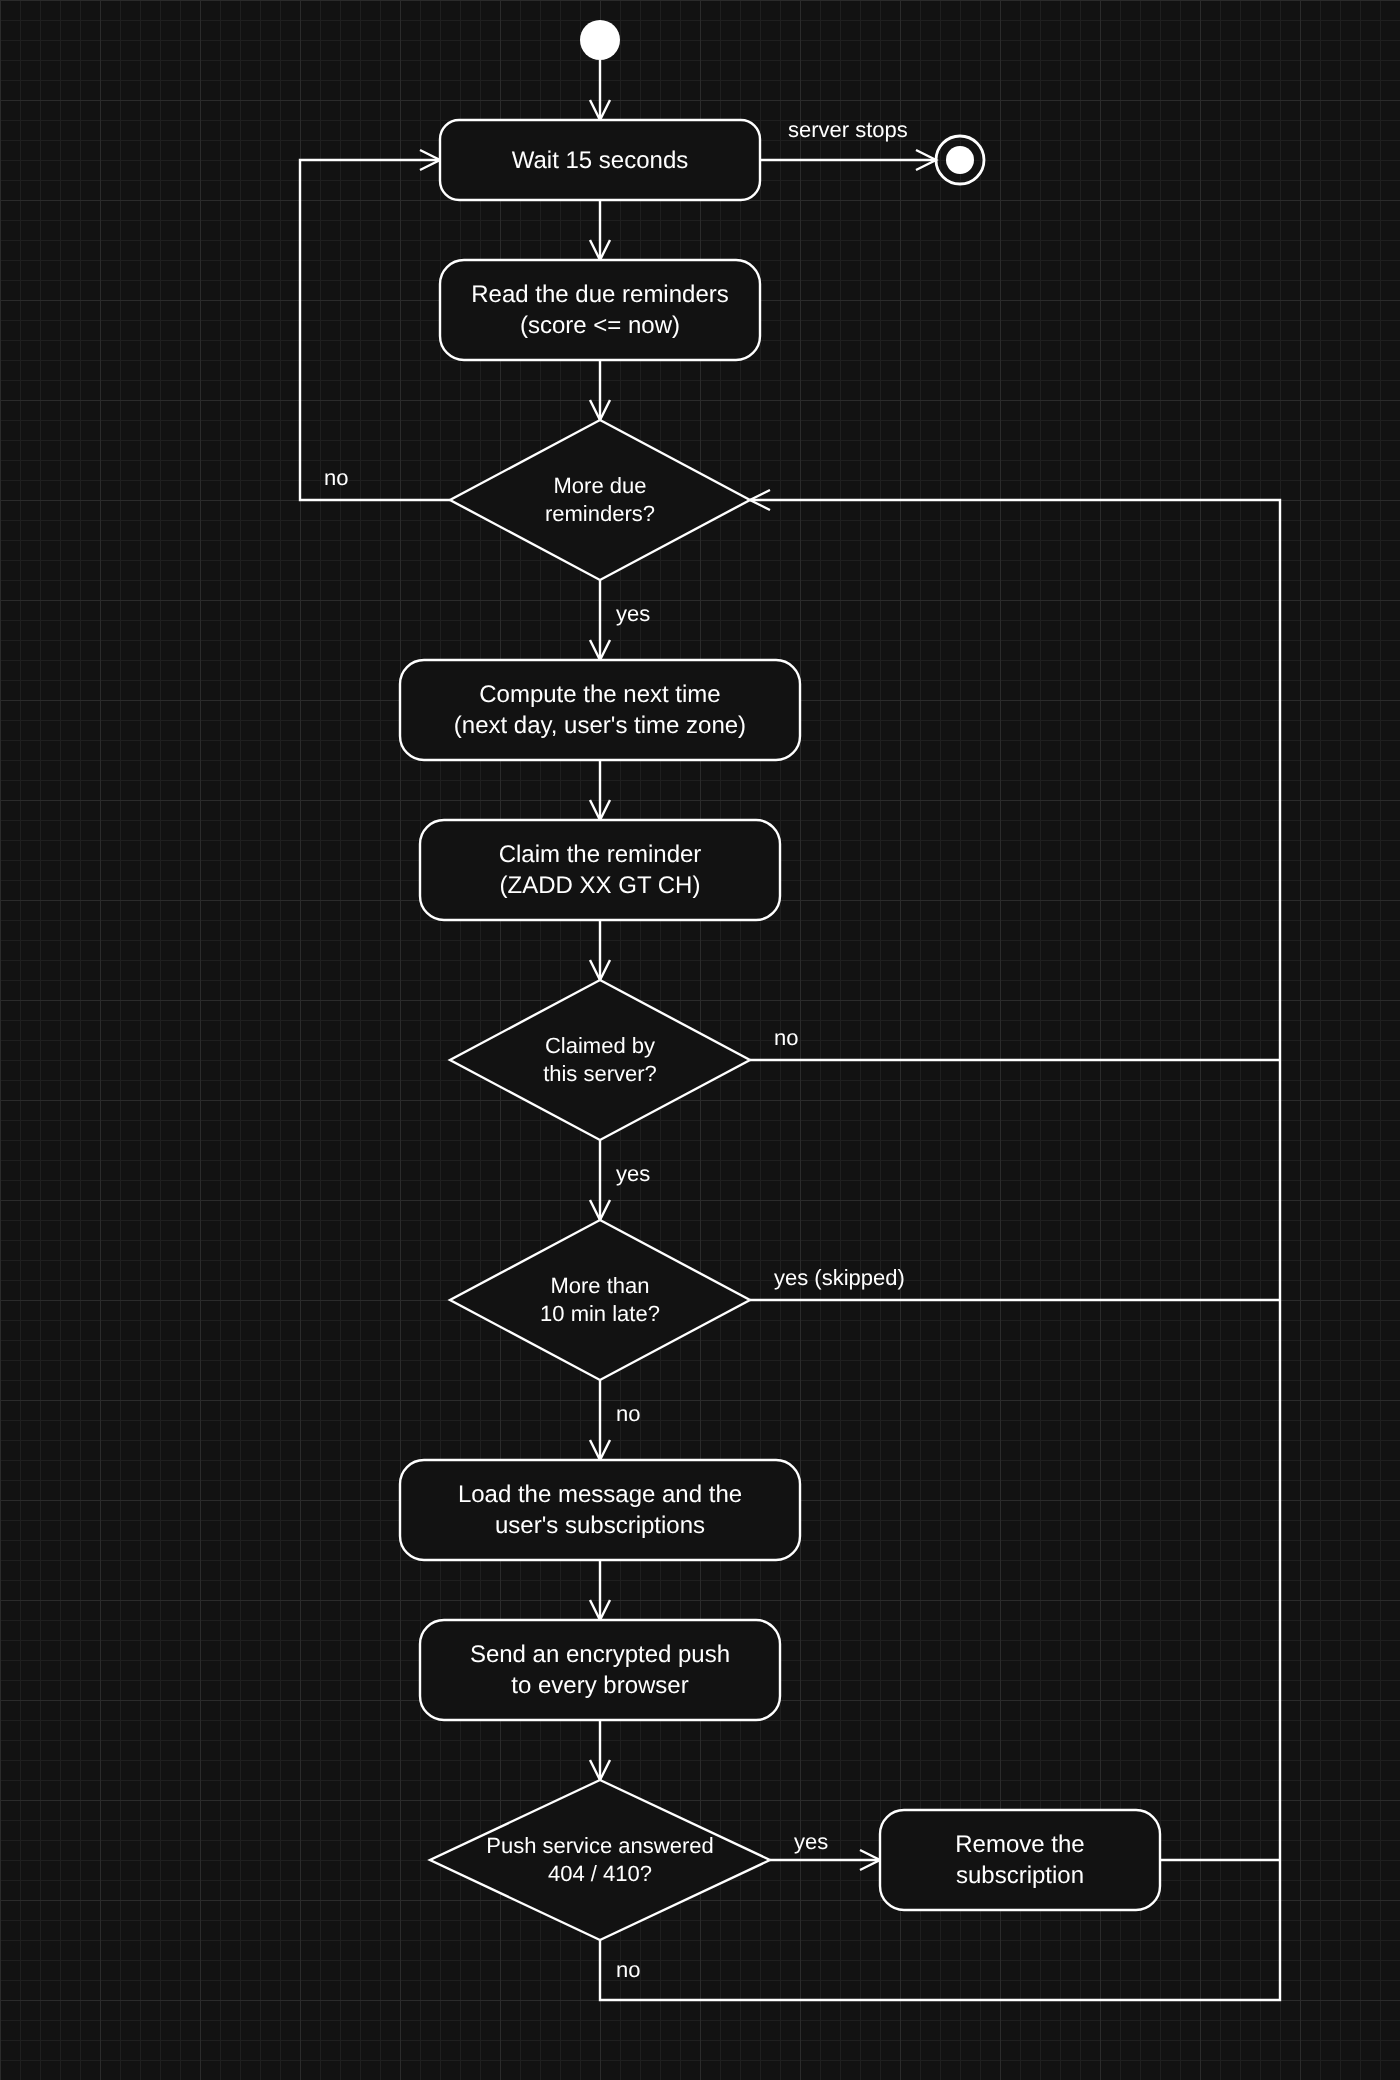 server stops
Wait 15 seconds
Read the due reminders
(score <= now)
More due
reminders?
no
yes
Compute the next time
(next day, user's time zone)
Claim the reminder
(ZADD XX GT CH)
Claimed by
this server?
no
yes
More than
10 min late?
yes (skipped)
no
Load the message and the
user's subscriptions
Send an encrypted push
to every browser
Push service answered
404 / 410?
yes
Remove the
subscription
no